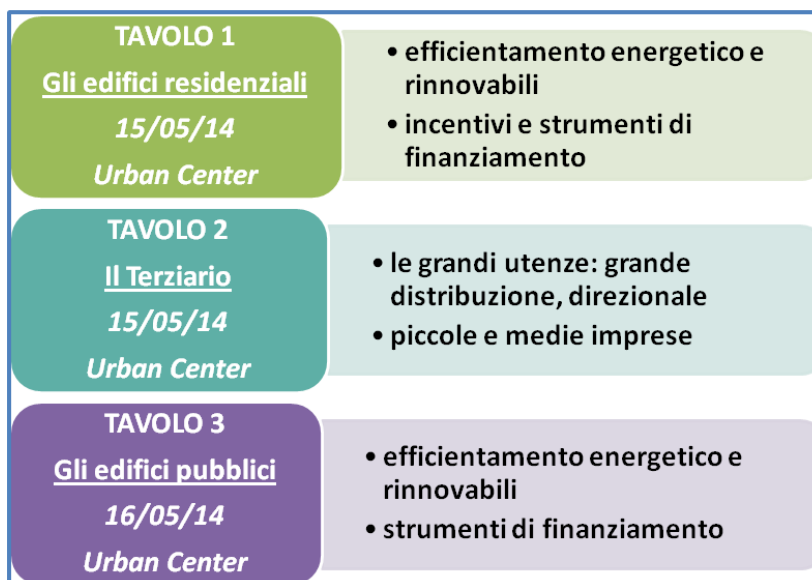 TAVOLO 1
Gli edifici residenziali
15/05/14
Urban Center
• efficientamento energetico e
rinnovabili
• incentivi e strumenti di
finanziamento
TAVOLO 2
Il Terziario
15/05/14
Urban Center
• le grandi utenze: grande
distribuzione, direzionale
• piccole e medie imprese
TAVOLO 3
Gli edifici pubblici
16/05/14
Urban Center
• efficientamento energetico e
rinnovabili
• strumenti di finanziamento